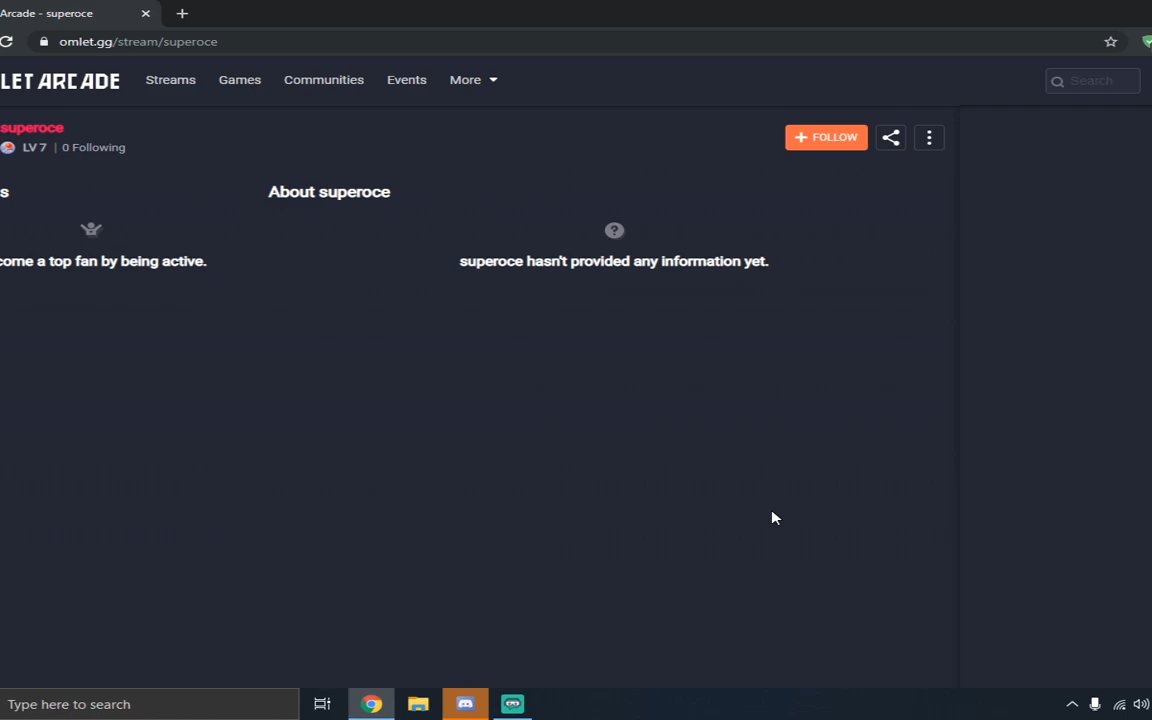 Arcade - superoce
omlet.gg/stream/superoce
LET ARCADE Streams Games Communities Events More Search
superoce
LV 7 | 0 Following
+ FOLLOW
s
About superoce
come a top fan by being active.
superoce hasn't provided any information yet.
Type here to search